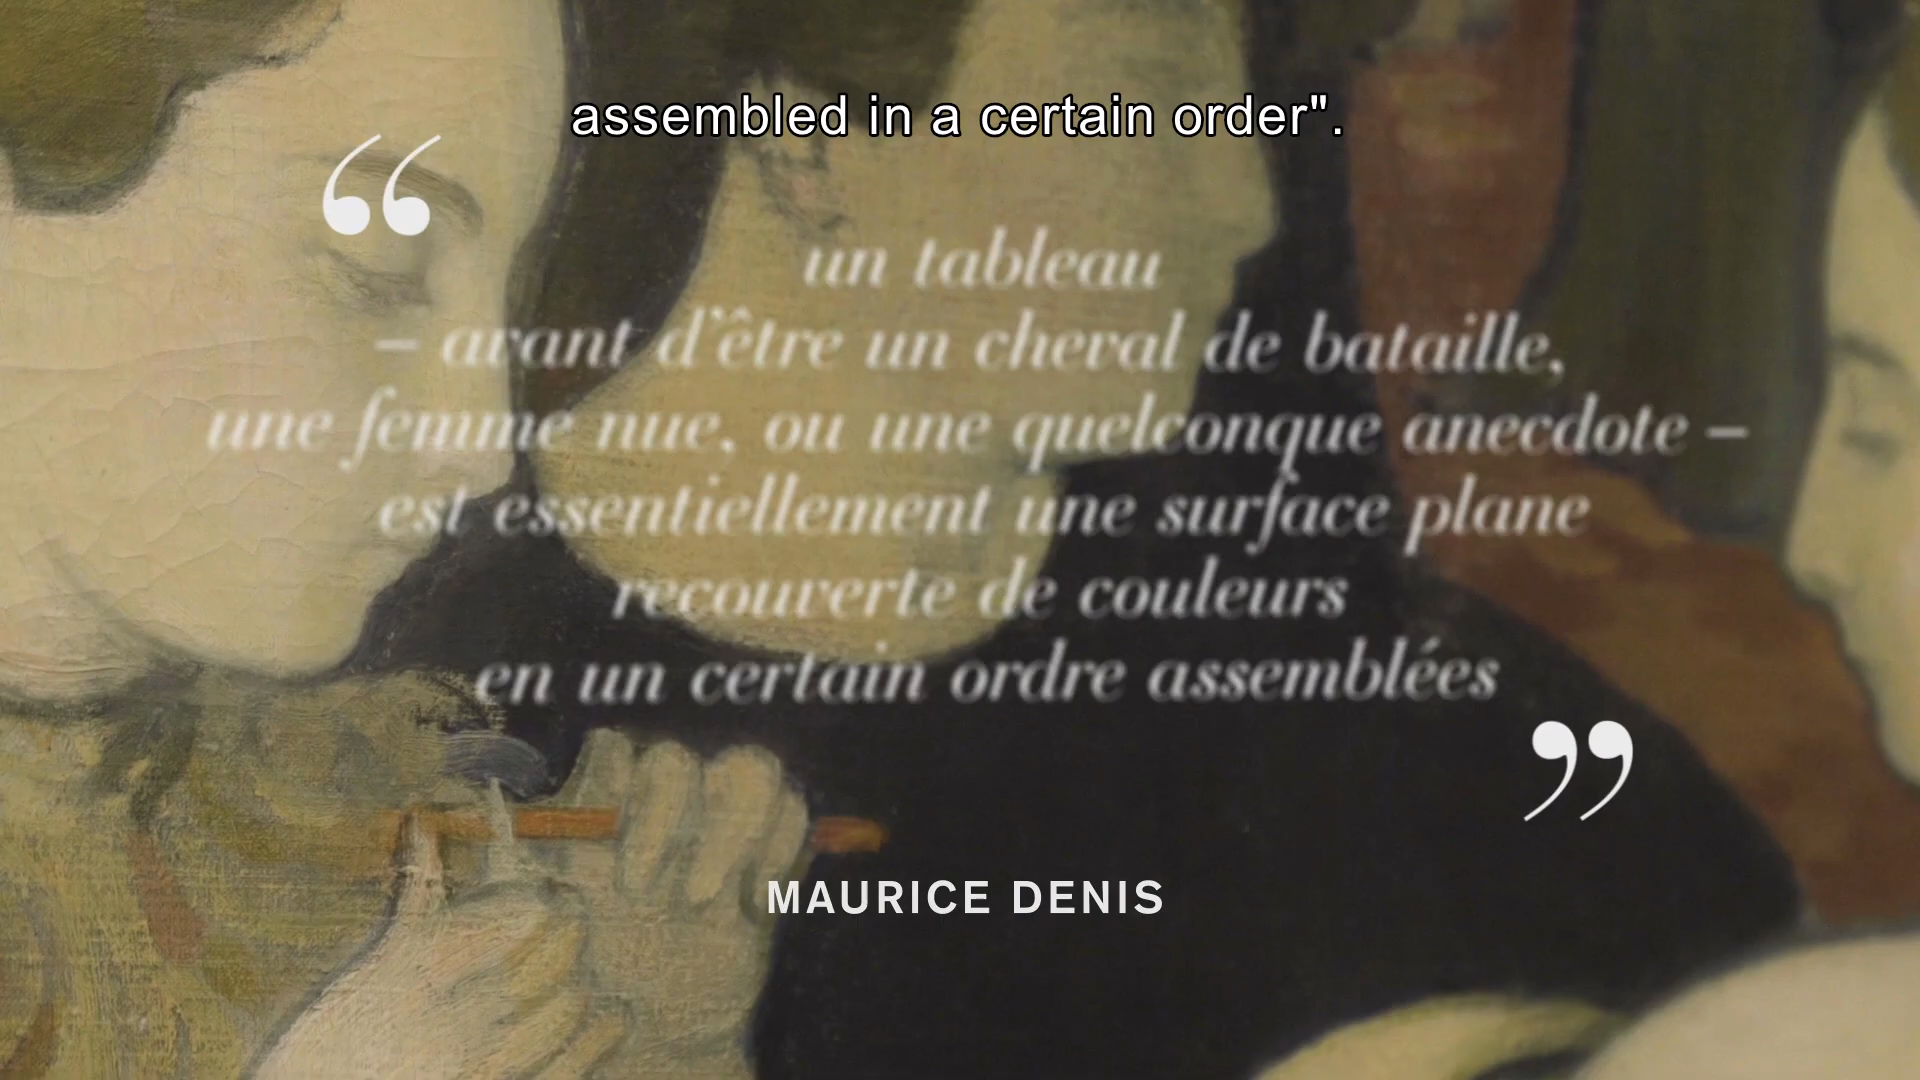 assembled in a certain order".
“
un tableau
– avant d'être un cheval de bataille,
une femme nue, ou une quelconque anecdote –
est essentiellement une surface plane
recouverte de couleurs
en un certain ordre assemblées
”
MAURICE DENIS